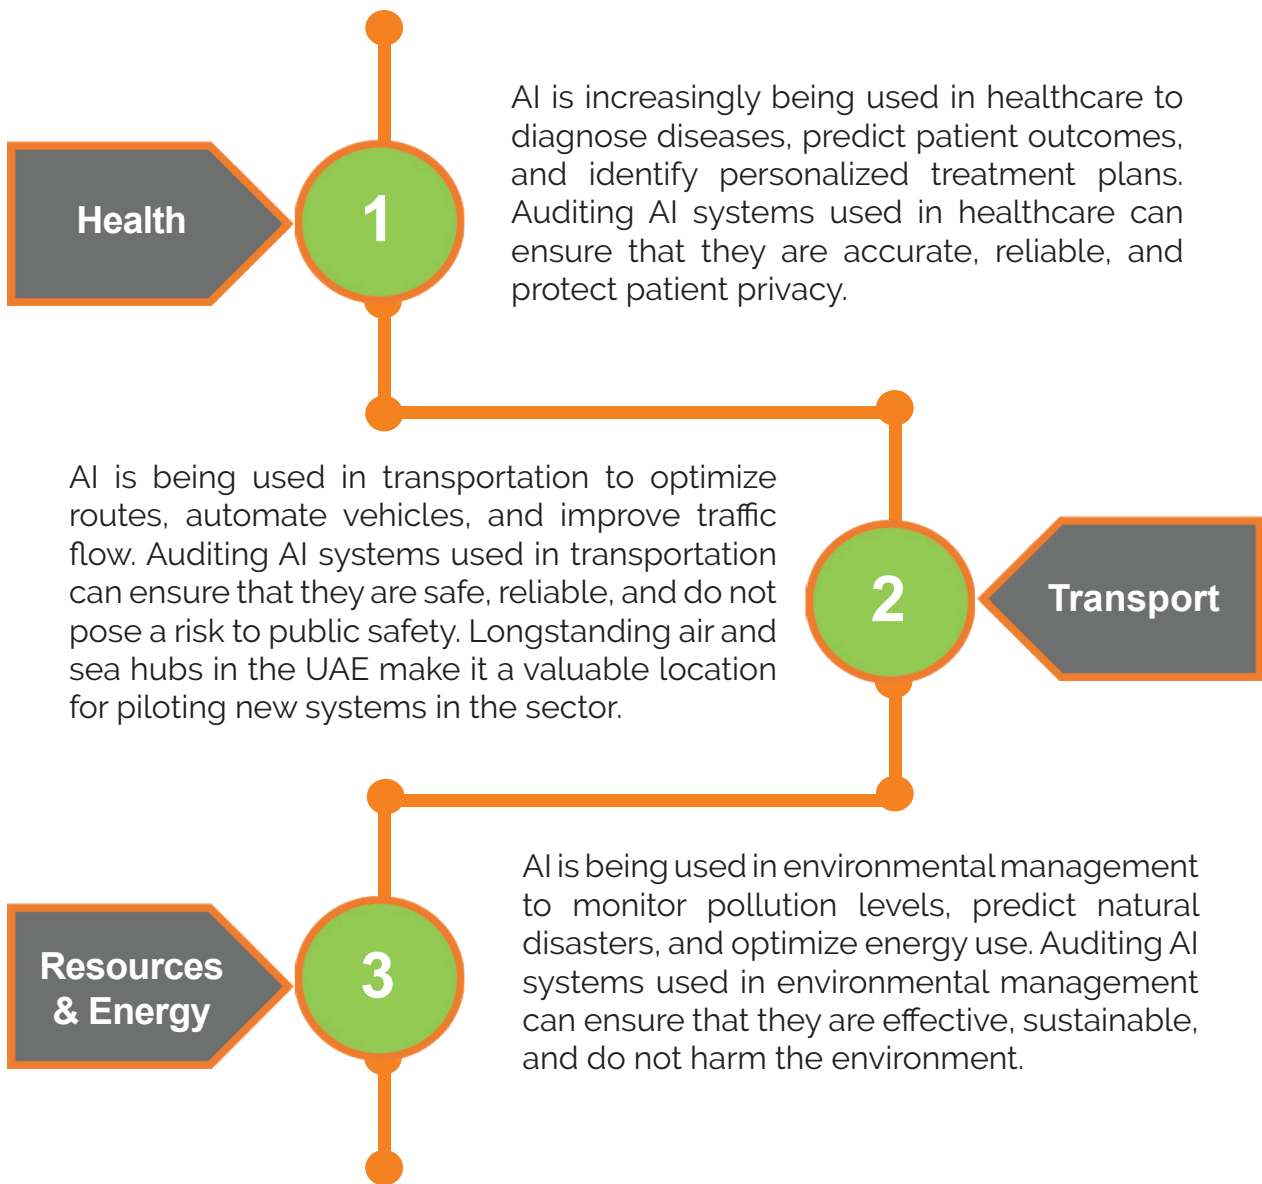 Health
1
AI is increasingly being used in healthcare to
diagnose diseases, predict patient outcomes,
and identify personalized treatment plans.
Auditing AI systems used in healthcare can
ensure that they are accurate, reliable, and
protect patient privacy.
AI is being used in transportation to optimize
routes, automate vehicles, and improve traffic
flow. Auditing AI systems used in transportation
can ensure that they are safe, reliable, and do not
pose a risk to public safety. Longstanding air and
sea hubs in the UAE make it a valuable location
for piloting new systems in the sector.
2
Transport
Resources
& Energy
3
AI is being used in environmental management
to monitor pollution levels, predict natural
disasters, and optimize energy use. Auditing AI
systems used in environmental management
can ensure that they are effective, sustainable,
and do not harm the environment.